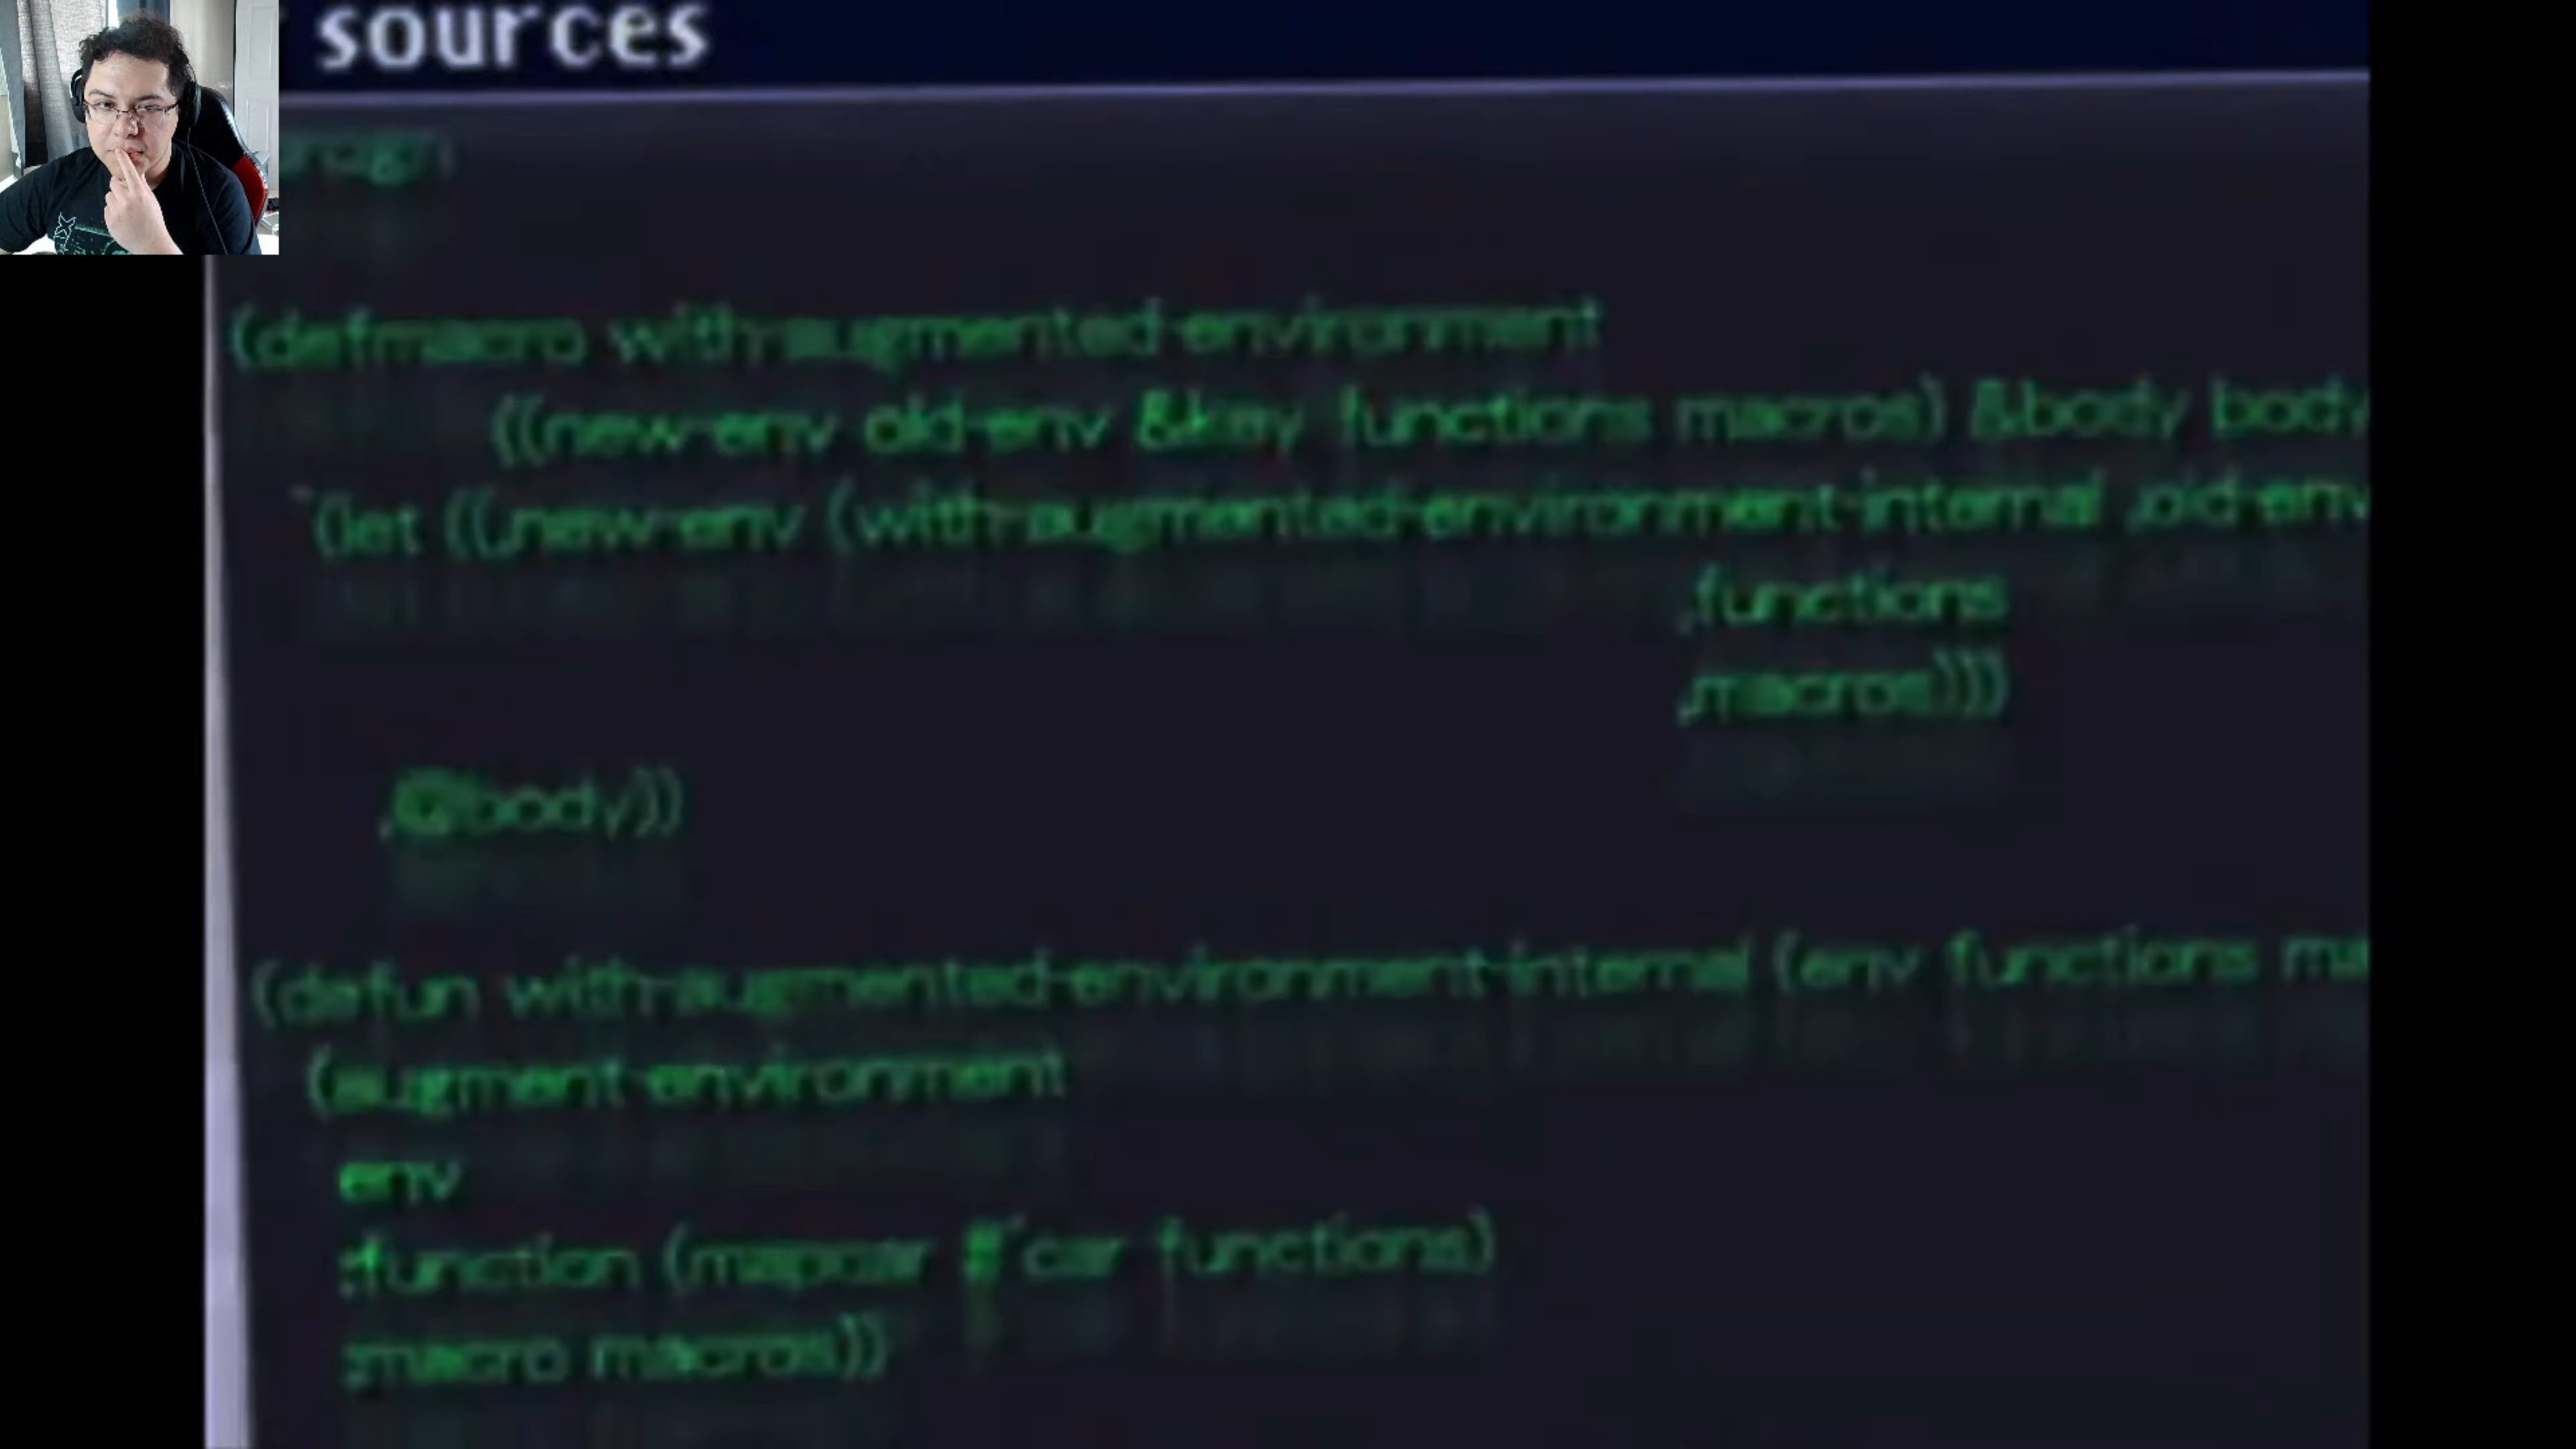 sources
(defmacro with-augmented-environment
((new-env old-env &key functions macros) &body body
`(let ((,new-env (with-augmented-environment-internal ,old-env
,functions
,macros)))
,@body))
(defun with-augmented-environment-internal (env functions
(augment-environment
env
:function (mapcar #'car functions)
:macro macros))